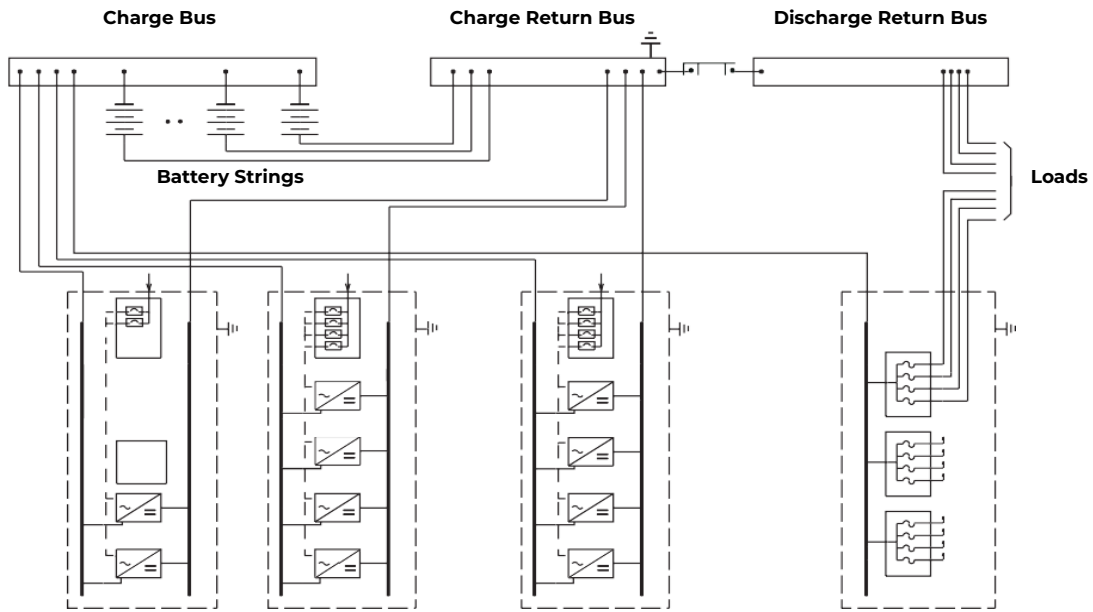 Charge Bus
Charge Return Bus
Discharge Return Bus
Battery Strings
Loads